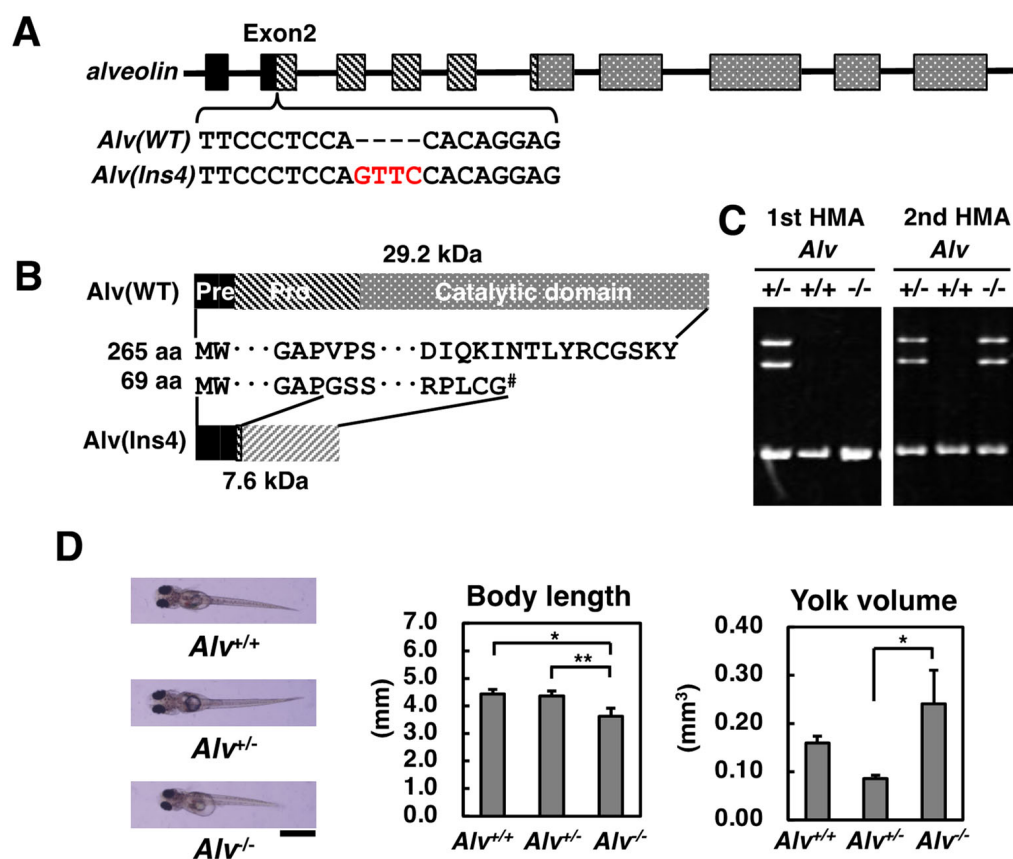 A
Exon2
alveolin
Alv(WT) TTCCCTCCA----CACAGGAG
Alv(Ins4) TTCCCTCCAGTTCCACAGGAG
B
29.2 kDa
Alv(WT) Pre Pro Catalytic domain
265 aa MW···GAPVPS···DIQKINTLYRCGSKY
69 aa MW···GAPGSS···RPLCG#
Alv(Ins4)
7.6 kDa
C
1st HMA 2nd HMA
Alv Alv
+/- +/+ -/- +/- +/+ -/-
D
Alv+/+
Alv+/-
Alv-/-
Body length
(mm)
7.0
6.0
5.0
4.0
3.0
2.0
1.0
0.0
*
**
Alv+/+ Alv+/- Alv-/-
Yolk volume
(mm3)
0.40
0.30
0.20
0.10
0.00
*
Alv+/+ Alv+/- Alv-/-